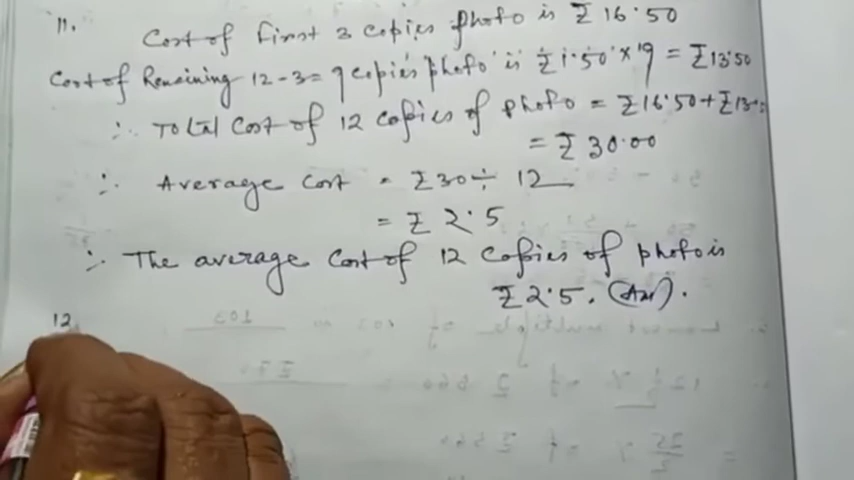 11. Cost of first 3 copies photo is ₹ 16.50
Cost of Remaining 12-3= 9 copies photo is ₹ 1.50 × 9 = ₹ 13.50
∴ Total Cost of 12 copies of photo = ₹ 16.50 + ₹ 13.
= ₹ 30.00
∴ Average Cost = ₹ 30 ÷ 12
= ₹ 2.5
∴ The average Cost of 12 Copies of photo is
₹ 2.5. (Ans).
12